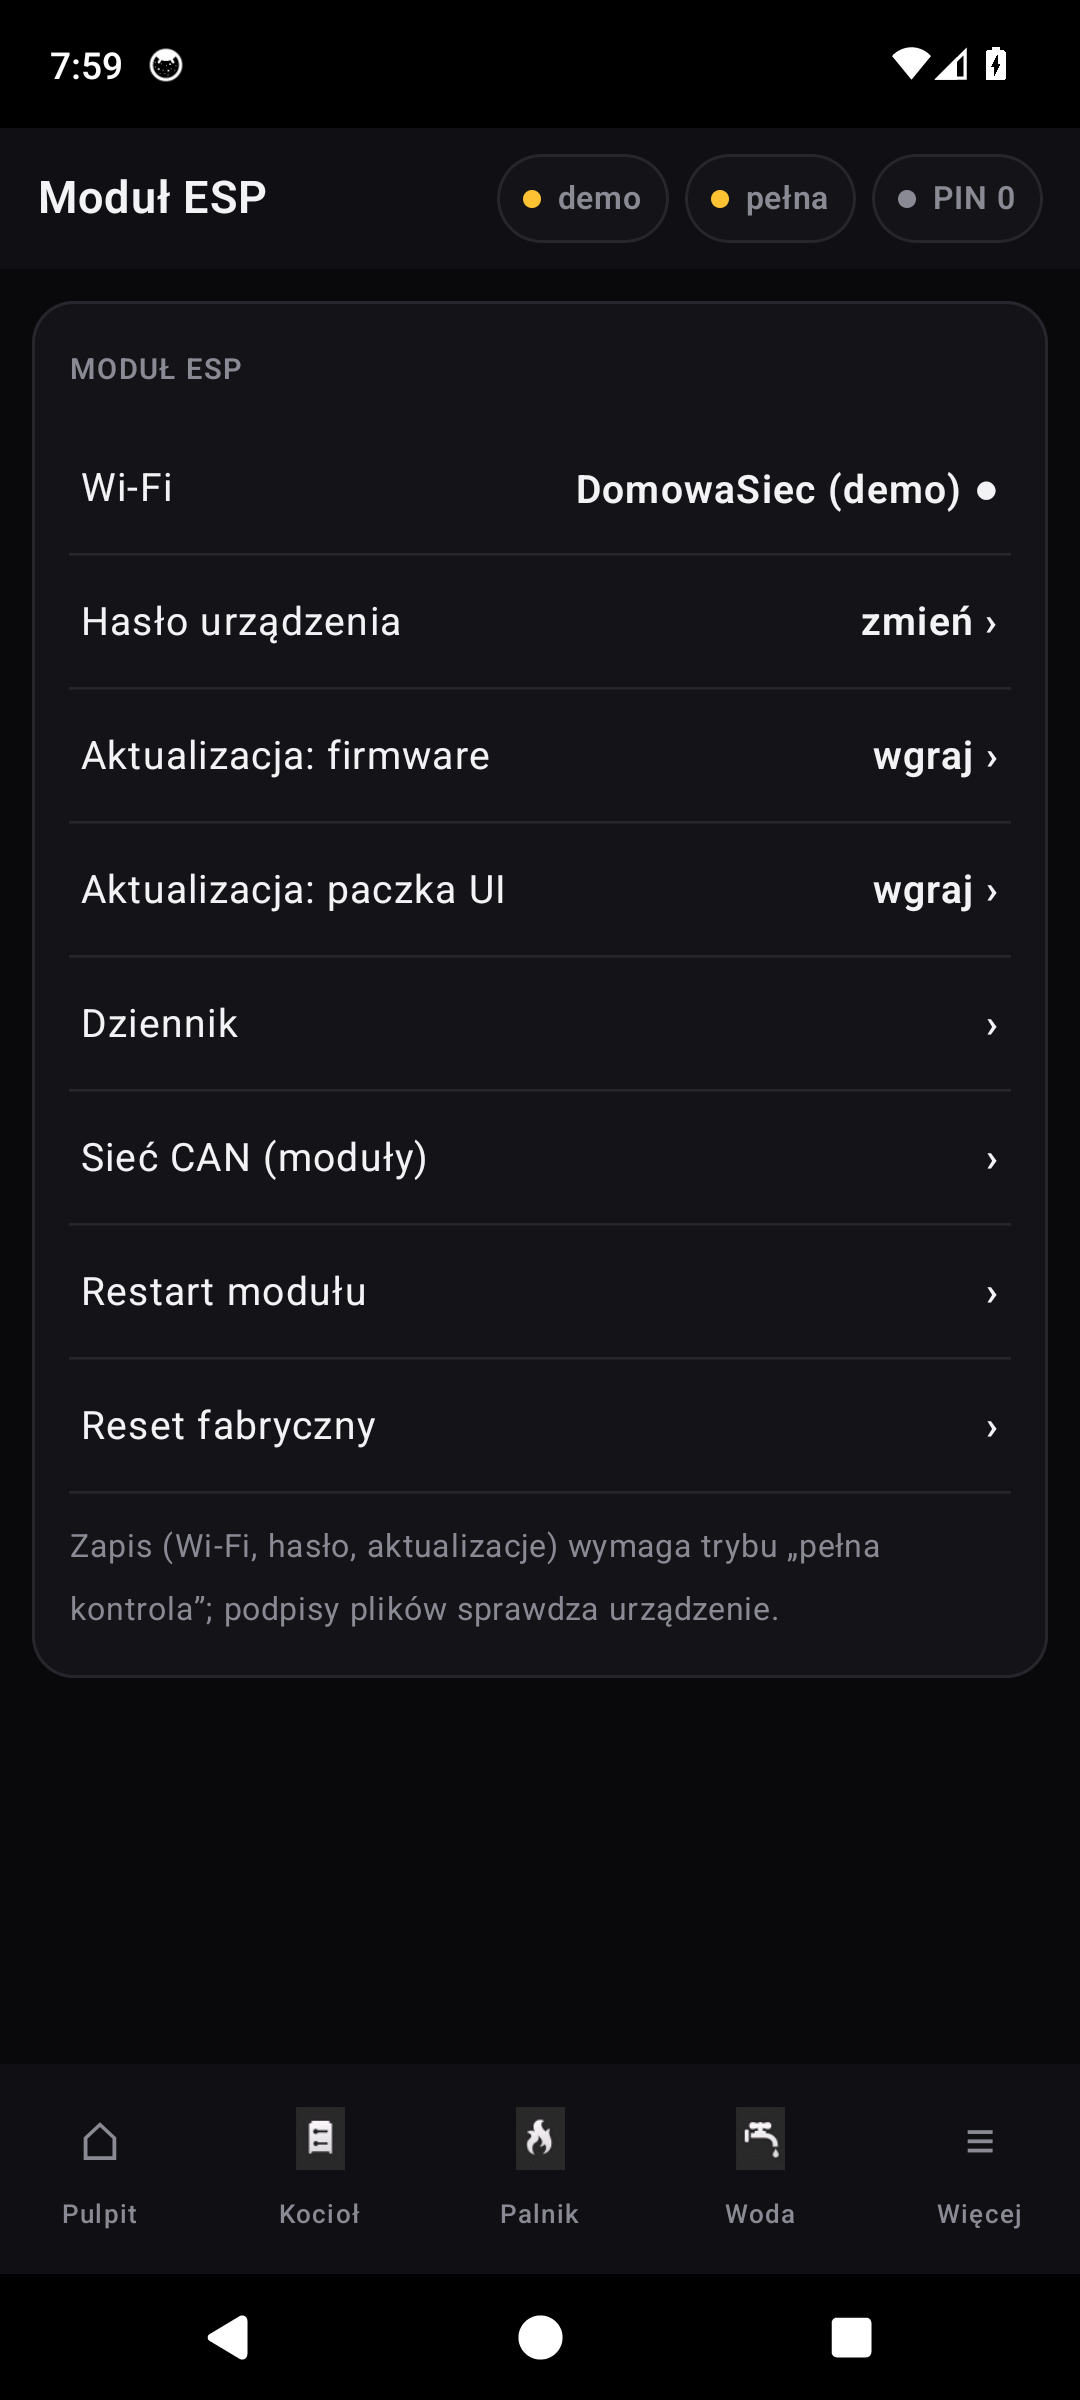 7:59
Moduł ESP
demo
pełna
PIN 0
MODUŁ ESP
Wi-Fi DomowaSiec (demo) ●
Hasło urządzenia zmień ›
Aktualizacja: firmware wgraj ›
Aktualizacja: paczka UI wgraj ›
Dziennik ›
Sieć CAN (moduły) ›
Restart modułu ›
Reset fabryczny ›
Zapis (Wi-Fi, hasło, aktualizacje) wymaga trybu „pełna
kontrola”; podpisy plików sprawdza urządzenie.
Pulpit
Kocioł
Palnik
Woda
Więcej